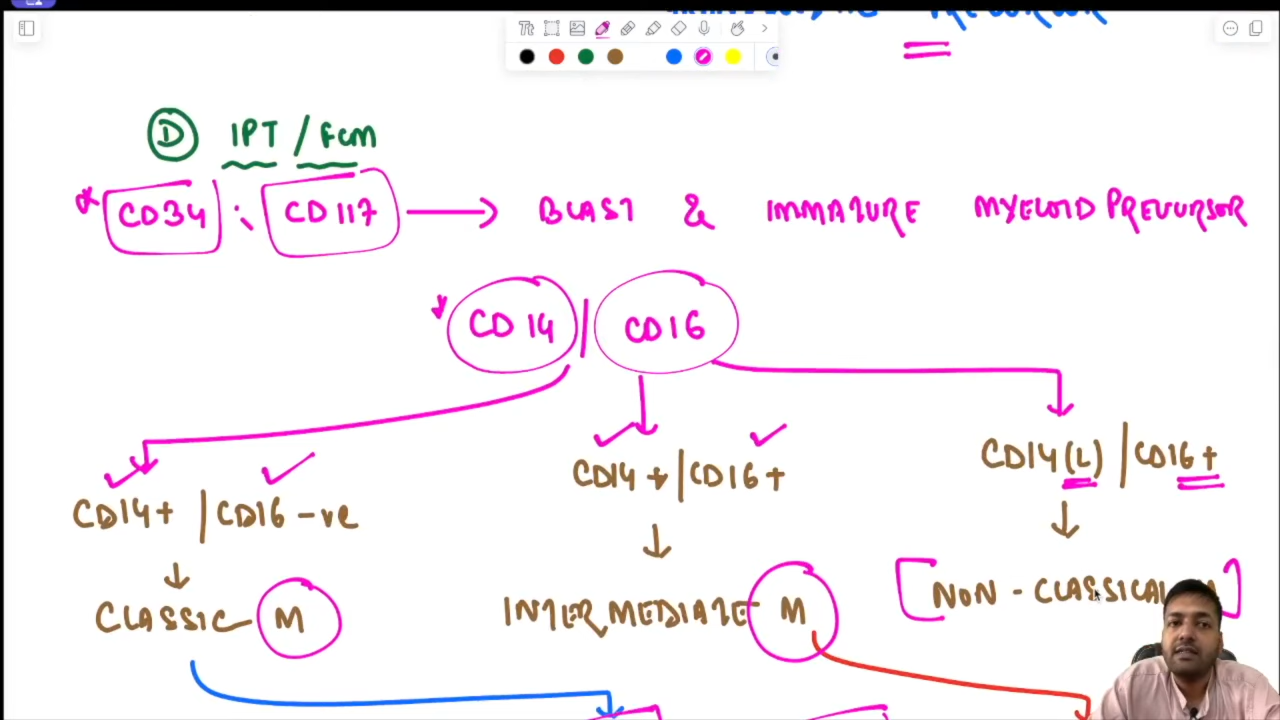 D IPT / FCM
CD34 ; CD117 → BLAST & IMMATURE MYELOID PRECURSOR
CD14 / CD16
CD14+ | CD16 -ve
CD14+ | CD16+
CD14(L) | CD16+
CLASSIC M
INTERMEDIATE M
NON - CLASSICAL